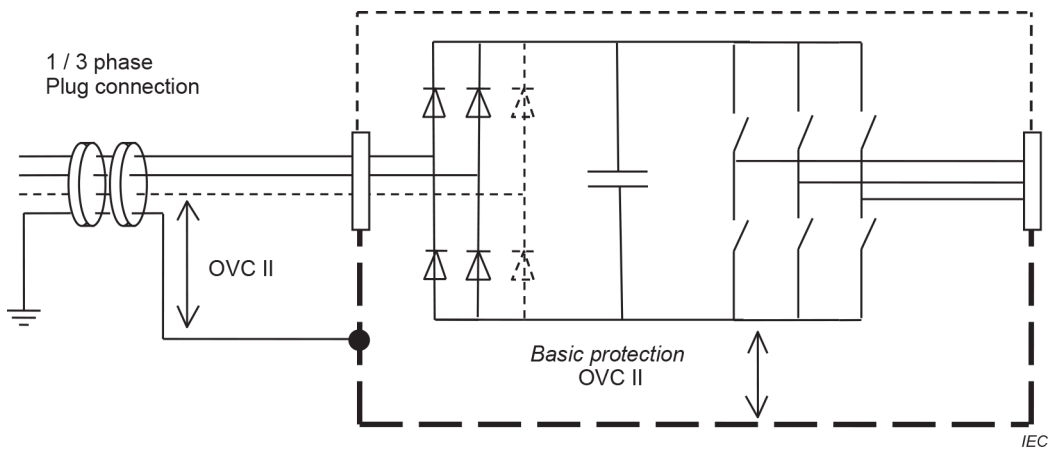 1 / 3 phase
Plug connection
OVC II
Basic protection
OVC II
IEC